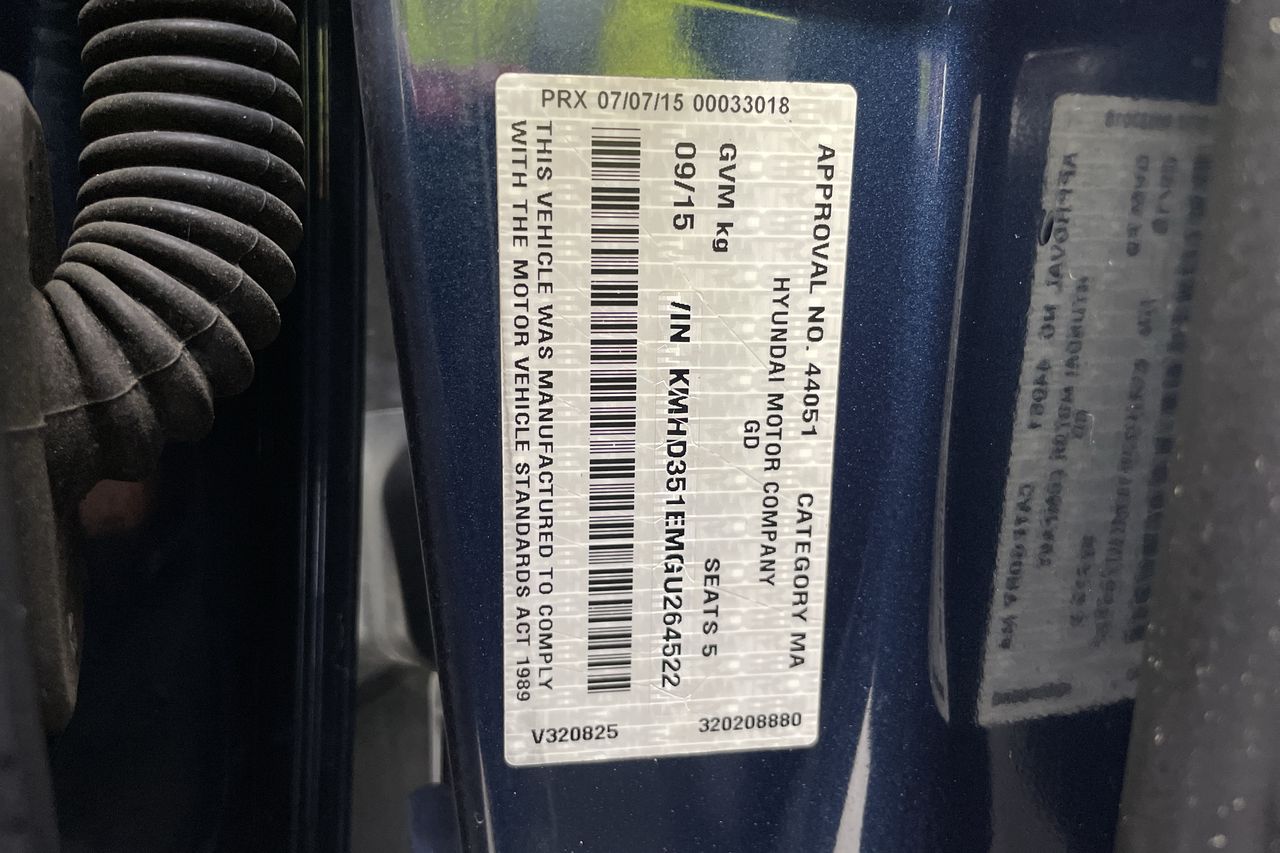 PRX 07/07/15 00033018
APPROVAL NO. 44051 CATEGORY MA
HYUNDAI MOTOR COMPANY
GD
GVM kg SEATS 5
09/15 /IN KMHD351EMGU264522
THIS VEHICLE WAS MANUFACTURED TO COMPLY
WITH THE MOTOR VEHICLE STANDARDS ACT 1989
V320825 320208880